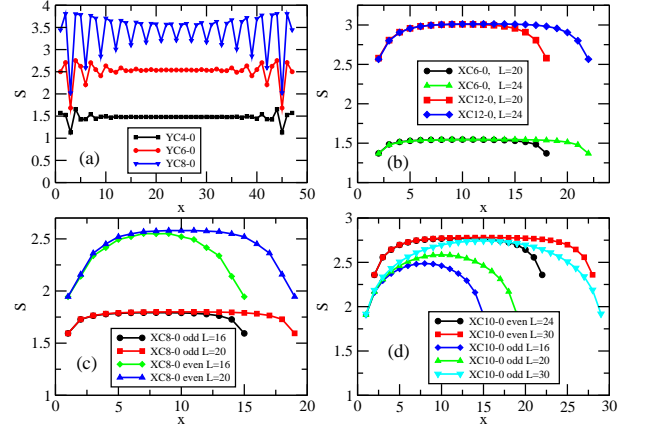 4
3.5
3
2.5
2
1.5
1
0.5
0
S
0 10 20 30 40 50
x
(a)
YC4-0
YC6-0
YC8-0
3
2.5
2
1.5
1
S
0 5 10 15 20
x
(b)
XC6-0, L=20
XC6-0, L=24
XC12-0, L=20
XC12-0, L=24
2.5
2
1.5
1
S
0 5 10 15 20
x
(c)
XC8-0 odd L=16
XC8-0 odd L=20
XC8-0 even L=16
XC8-0 even L=20
3
2.5
2
1.5
1
S
0 5 10 15 20 25 30
x
(d)
XC10-0 even L=24
XC10-0 even L=30
XC10-0 odd L=16
XC10-0 odd L=20
XC10-0 odd L=30